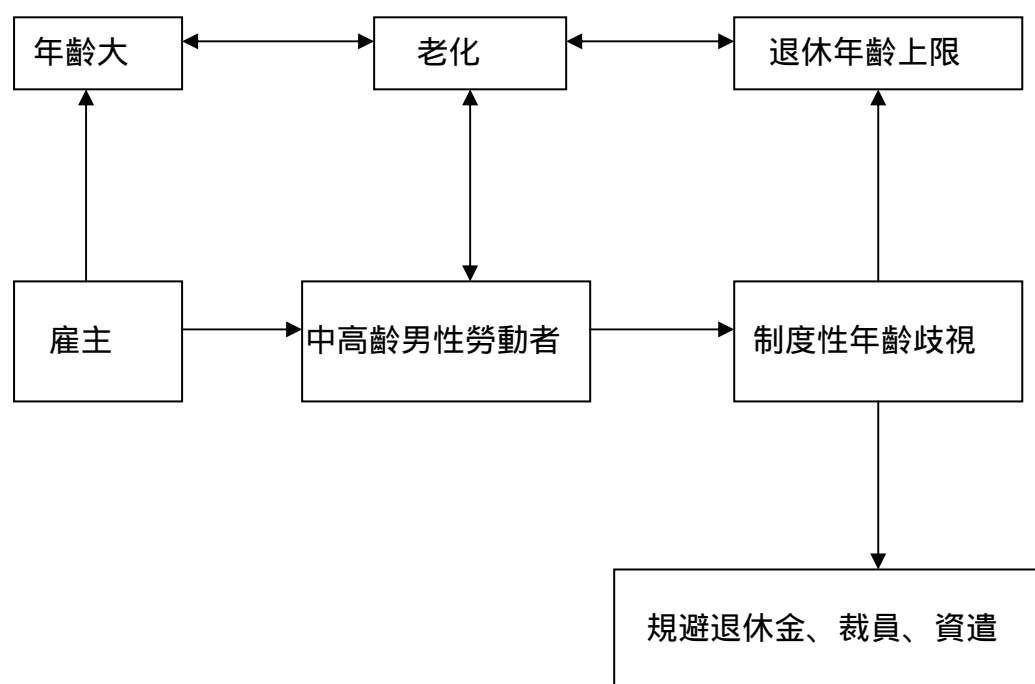 年齡大
老化
退休年齡上限
雇主
中高齡男性勞動者
制度性年齡歧視
規避退休金、裁員、資遣